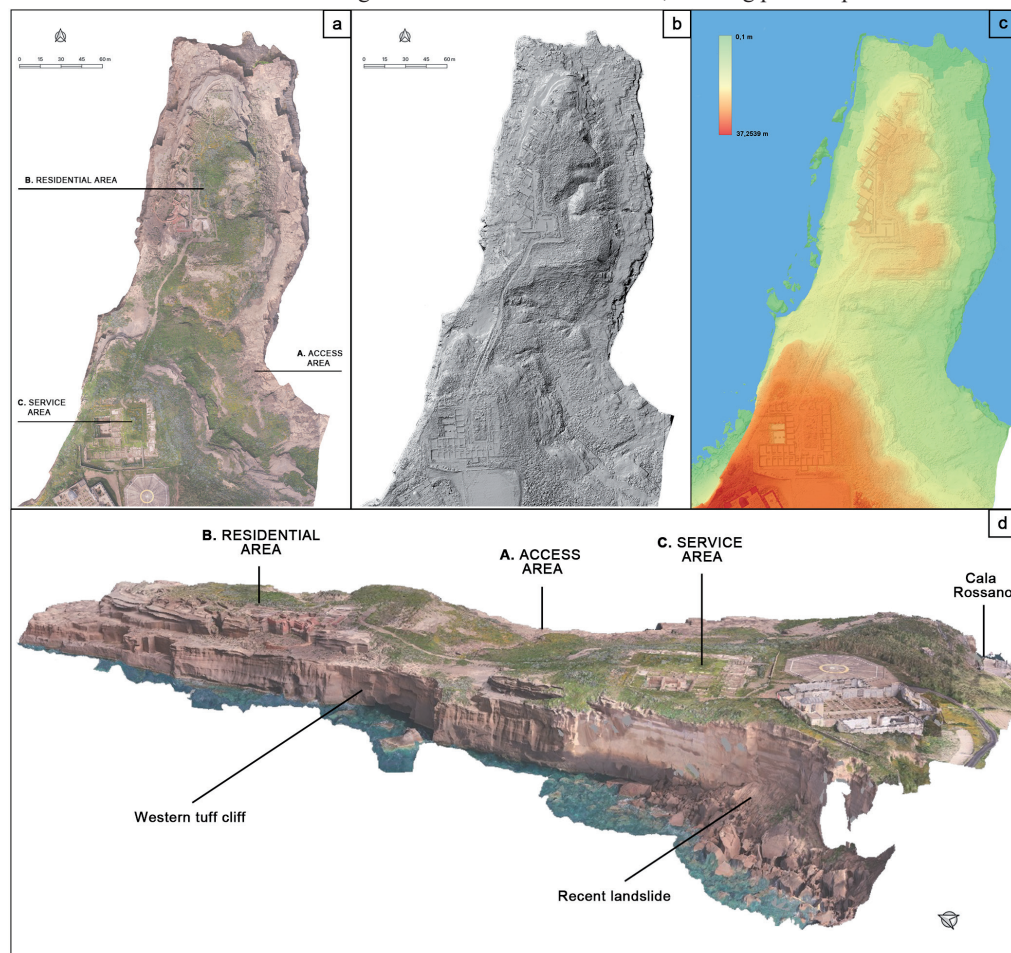 a
0 15 30 45 60 m
B. RESIDENTIAL AREA
A. ACCESS
AREA
C. SERVICE
AREA
b
0 15 30 45 60 m
c
0,1 m
37,2539 m
d
B. RESIDENTIAL
AREA
A. ACCESS
AREA
C. SERVICE
AREA
Cala
Rossano
Western tuff cliff
Recent landslide